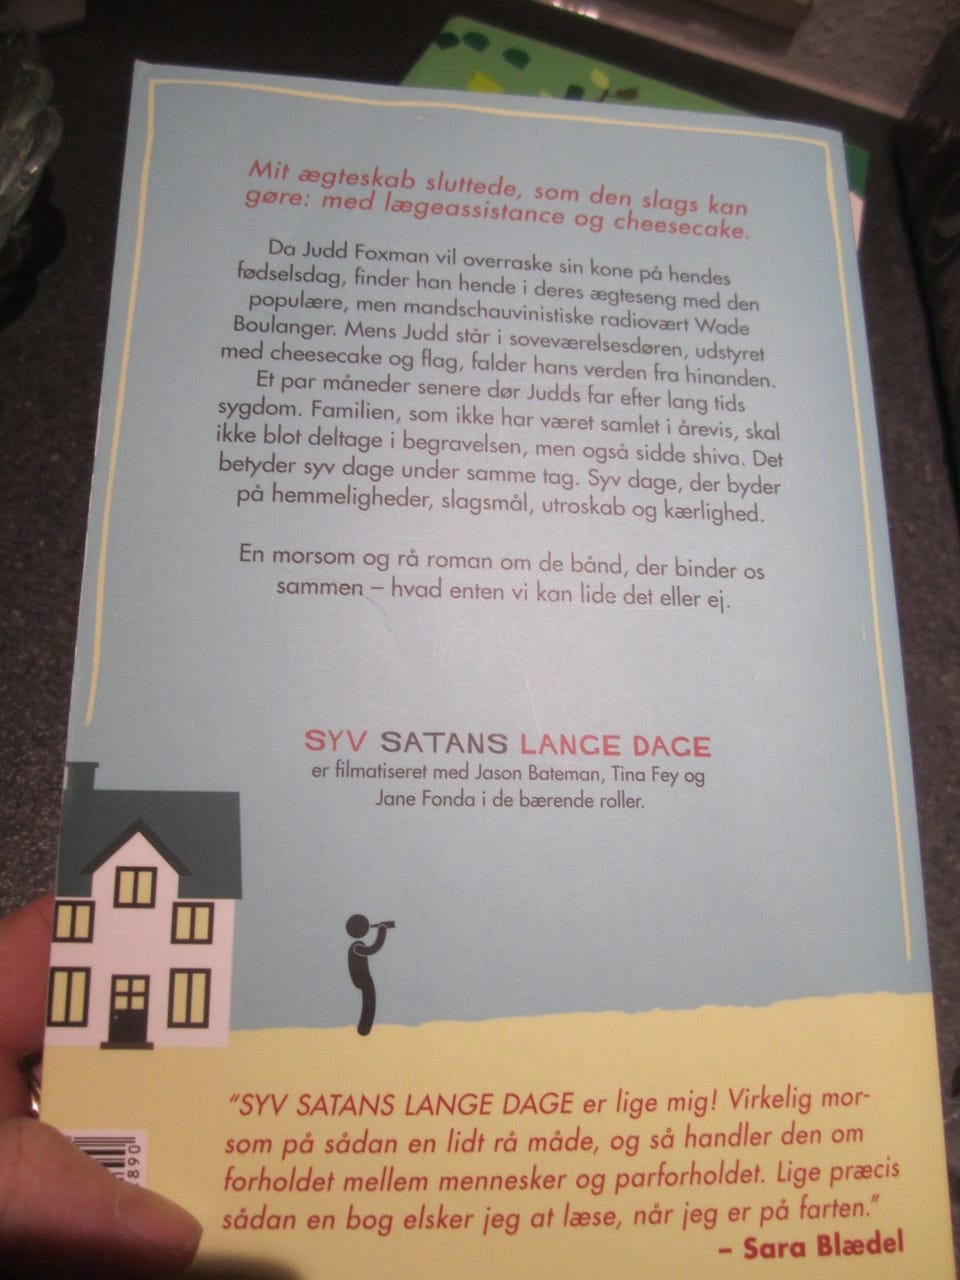 Mit ægteskab sluttede, som den slags kan
gøre: med lægeassistance og cheesecake.
Da Judd Foxman vil overraske sin kone på hendes
fødselsdag, finder han hende i deres ægteseng med den
populære, men mandschauvinistiske radiovært Wade
Boulanger. Mens Judd står i soveværelsesdøren, udstyret
med cheesecake og flag, falder hans verden fra hinanden.
Et par måneder senere dør Judds far efter lang tids
sygdom. Familien, som ikke har været samlet i årevis, skal
ikke blot deltage i begravelsen, men også sidde shiva. Det
betyder syv dage under samme tag. Syv dage, der byder
på hemmeligheder, slagsmål, utroskab og kærlighed.
En morsom og rå roman om de bånd, der binder os
sammen – hvad enten vi kan lide det eller ej.
SYV SATANS LANGE DAGE
er filmatiseret med Jason Bateman, Tina Fey og
Jane Fonda i de bærende roller.
"SYV SATANS LANGE DAGE er lige mig! Virkelig mor-
som på sådan en lidt rå måde, og så handler den om
forholdet mellem mennesker og parforholdet. Lige præcis
sådan en bog elsker jeg at læse, når jeg er på farten."
– Sara Blædel